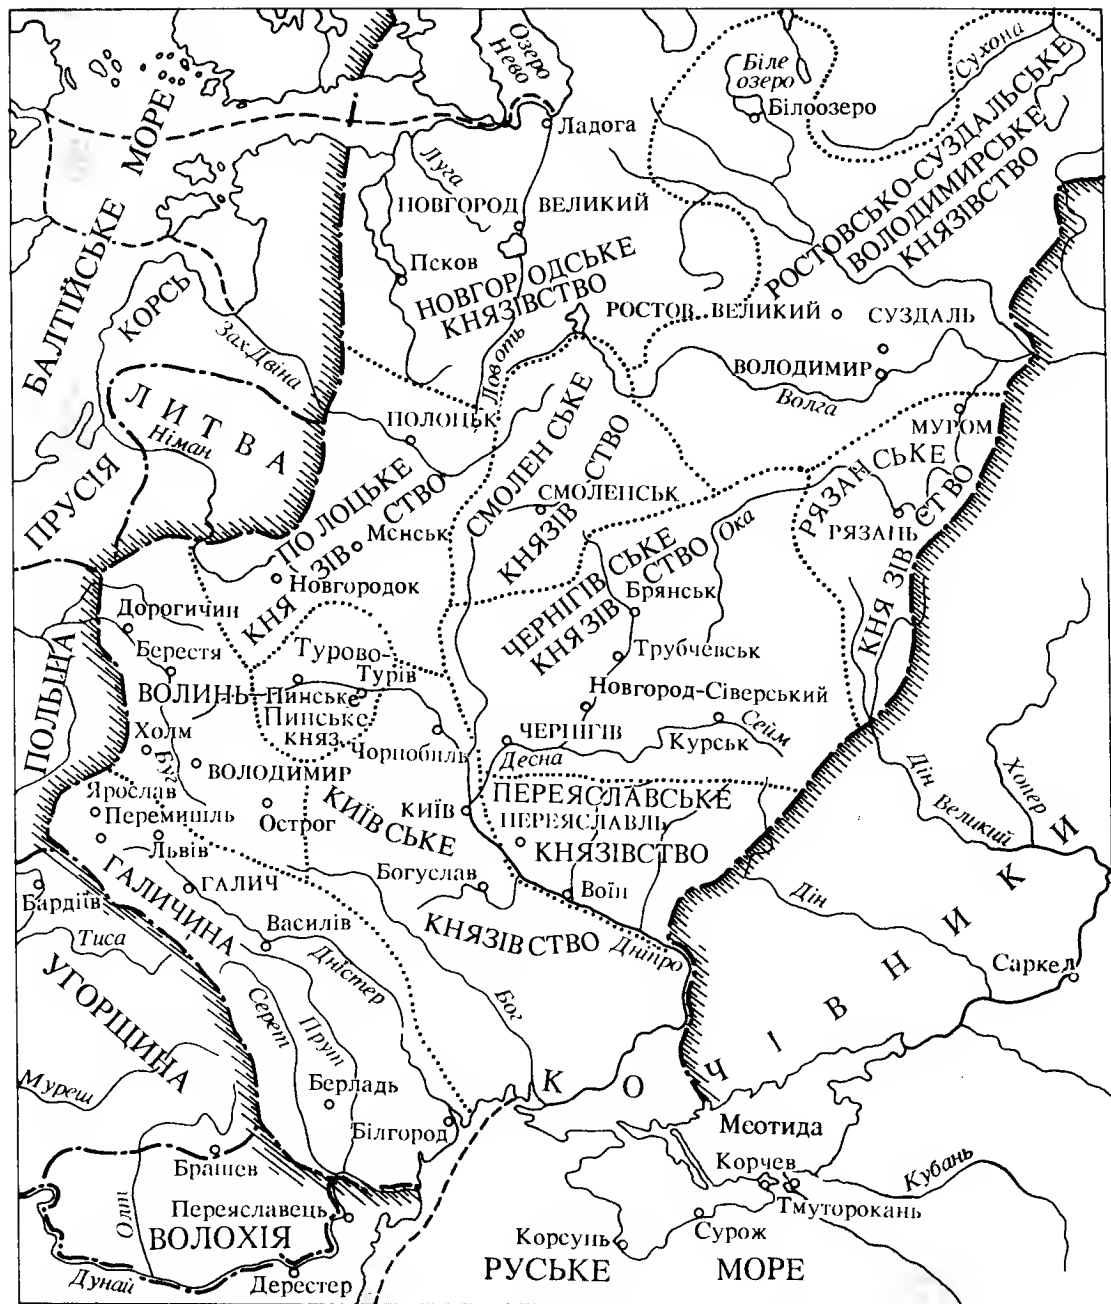 БАЛТІЙСЬКЕ МОРЕ
Озеро
Нево
Біле
озеро
Білоозеро
Сухона
Ладога
Луга
НОВГОРОД ВЕЛИКИЙ
РОСТОВСЬКО-СУЗДАЛЬСЬКЕ
ВОЛОДИМИРСЬКЕ
КНЯЗІВСТВО
Псков
НОВГОРОДСЬКЕ
КНЯЗІВСТВО
КОРСЬ
РОСТОВ ВЕЛИКИЙ
СУЗДАЛЬ
Зах.Двіна
Ловоть
ВОЛОДИМИР
Волга
ЛИТВА
Німан
ПОЛОЦЬК
МУРОМ
ПРУСІЯ
ПОЛОЦЬКЕ
КНЯЗІВСТВО
СМОЛЕНСЬКЕ
КНЯЗІВСТВО
СМОЛЕНСЬК
РЯЗАНСЬКЕ
КНЯЗІВСТВО
РЯЗАНЬ
Ока
Менськ
Новгородок
ЧЕРНІГІВСЬКЕ
КНЯЗІВСТВО
Брянськ
Дорогичин
Берестя
Трубчевськ
ПОЛЬЩА
Турово-
Турів
ВОЛИНЬ
Пинське
Пинське
княз.
Новгород-Сіверський
Холм
Буг
Чорнобиль
ЧЕРНІГІВ
Десна
Курськ
Сейм
ВОЛОДИМИР
Дін Великий
Хопер
Ярослав
Перемишль
Острог
КИЇВСЬКЕ
КНЯЗІВСТВО
КИЇВ
ПЕРЕЯСЛАВСЬКЕ
ПЕРЕЯСЛАВЛЬ
КНЯЗІВСТВО
Львів
Богуслав
Воїн
ГАЛИЧ
ГАЛИЧИНА
Бардіїв
Тиса
Василів
Дністер
Дніпро
Дін
Саркел
КОЧІВНИКИ
УГОРЩИНА
Серет
Прут
Бог
Муреш
Берладь
Білгород
Меотида
Брашев
Корчев
Кубань
Олт
Переяславець
ВОЛОХІЯ
Тмуторокань
Сурож
Корсунь
Дунай
Дерестер
РУСЬКЕ МОРЕ